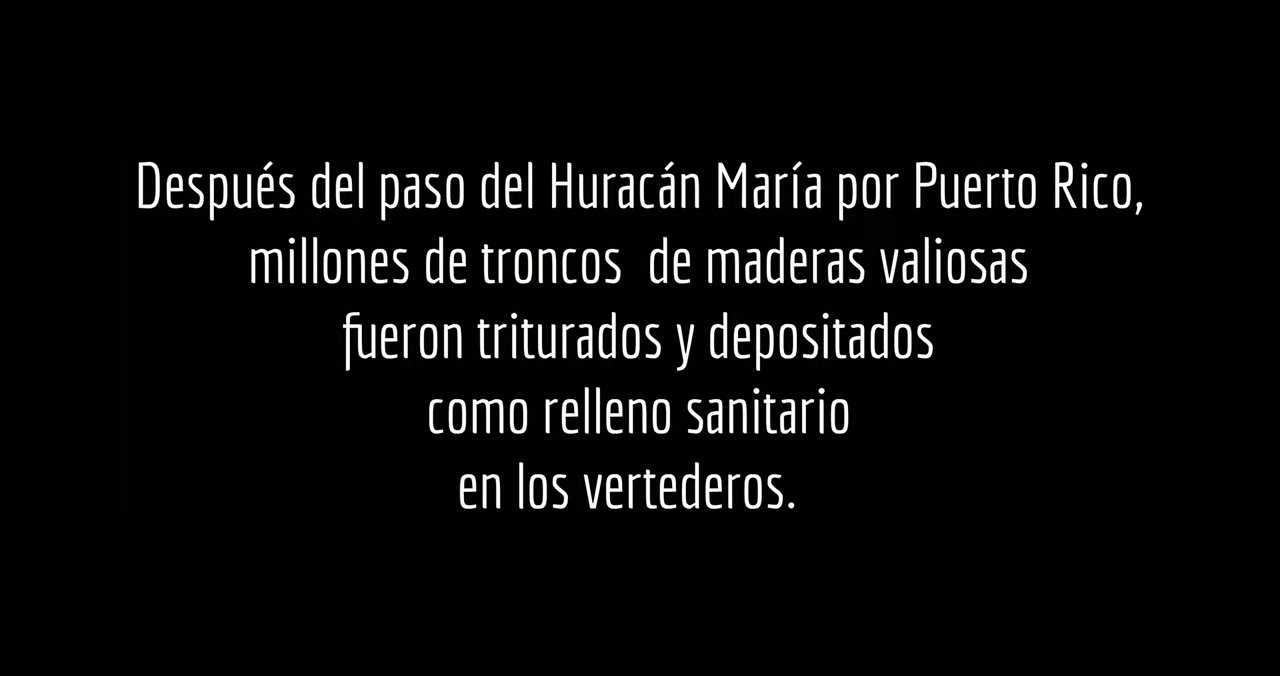 Después del paso del Huracán María por Puerto Rico,
millones de troncos  de maderas valiosas
fueron triturados y depositados
como relleno sanitario
en los vertederos.